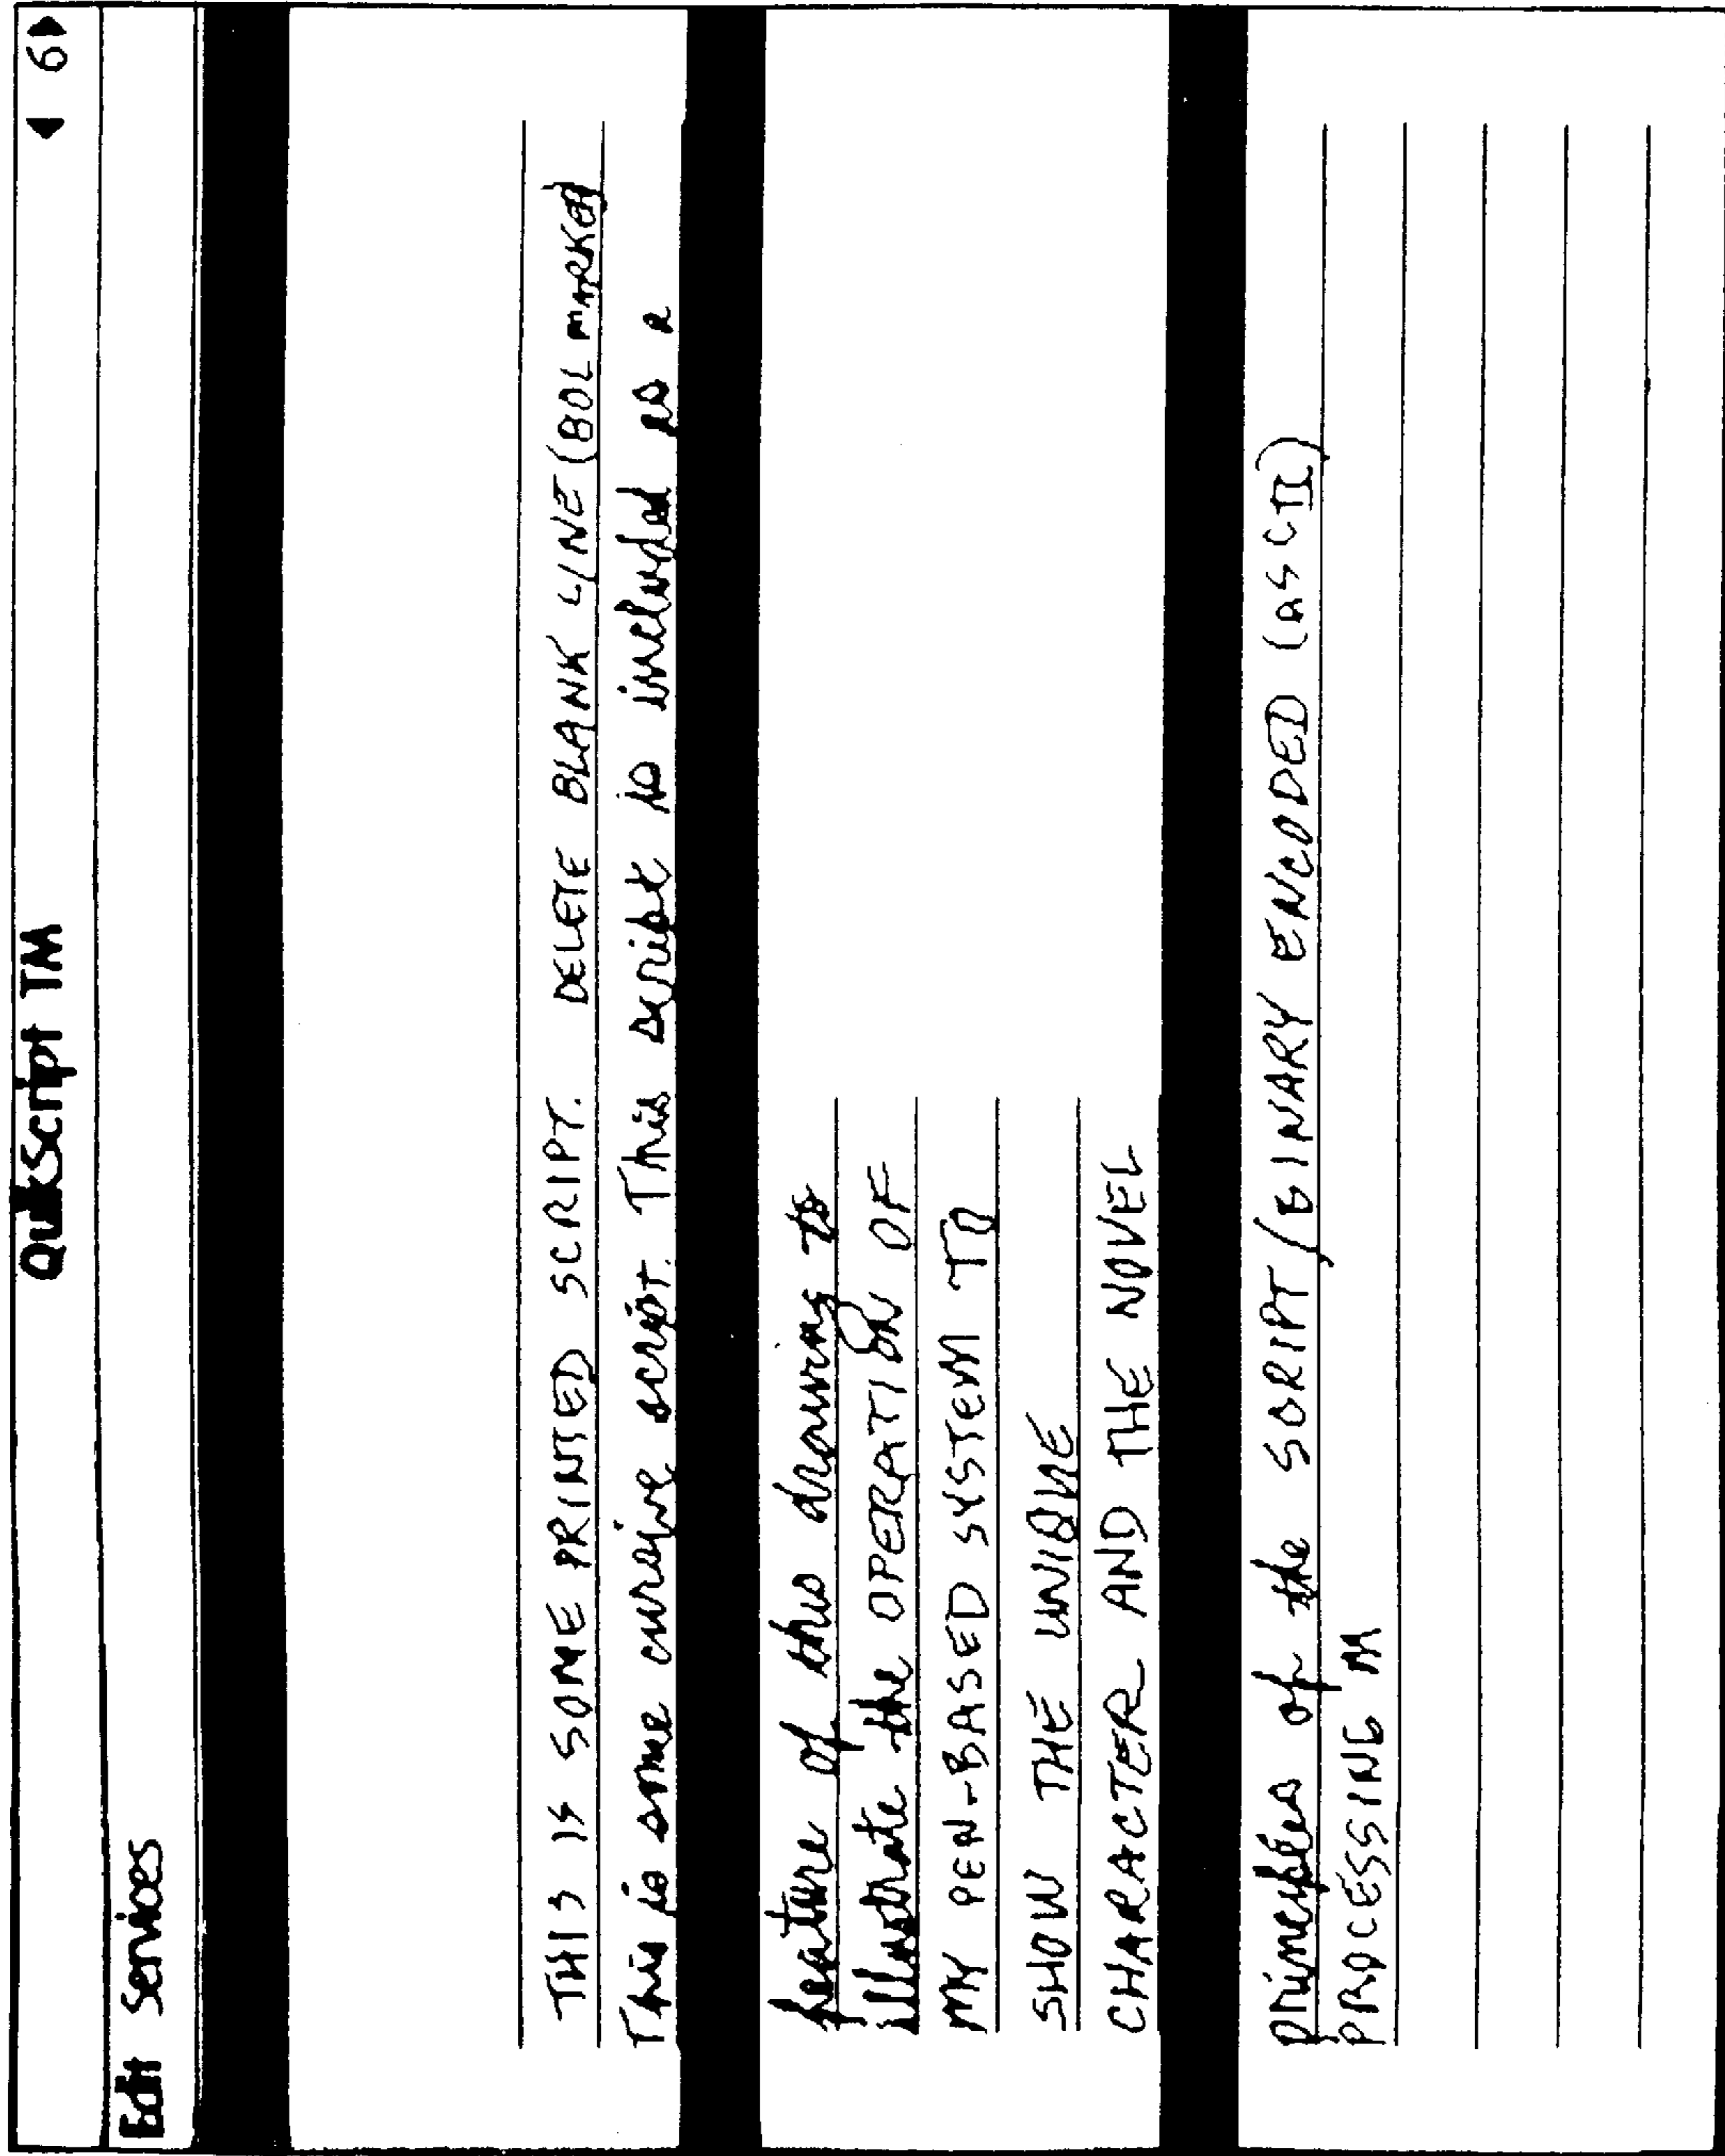 QuikScript TM
◀ 6▶
Edit Services
THIS IS SOME PRINTED SCRIPT. DELETE BLANK LINE (BOL MARKED
This is some cursive script. This script is included as a
feature of this drawing to
illustrate the OPERATION OF
MY PEN-BASED SYSTEM TO
SHOW THE UNIQUE
CHARACTER AND THE NOVEL
principles of the SCRIPT/BINARY ENCODED (ASCII)
PROCESSING M